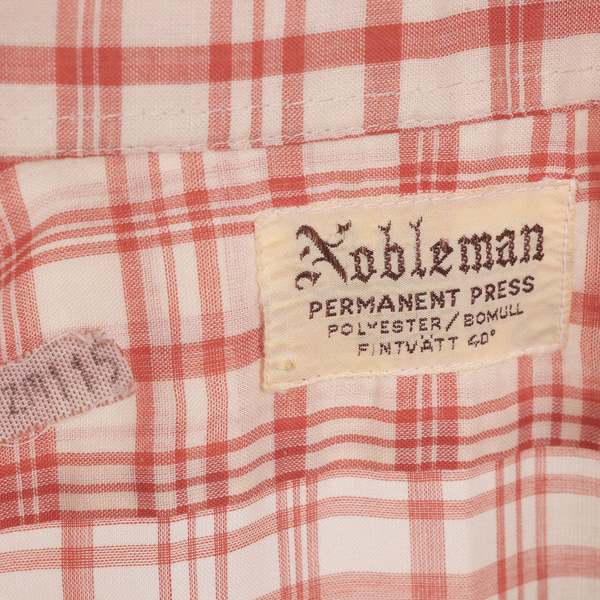 Nobleman
PERMANENT PRESS
POLYESTER/BOMULL
FINTVÄTT 40°